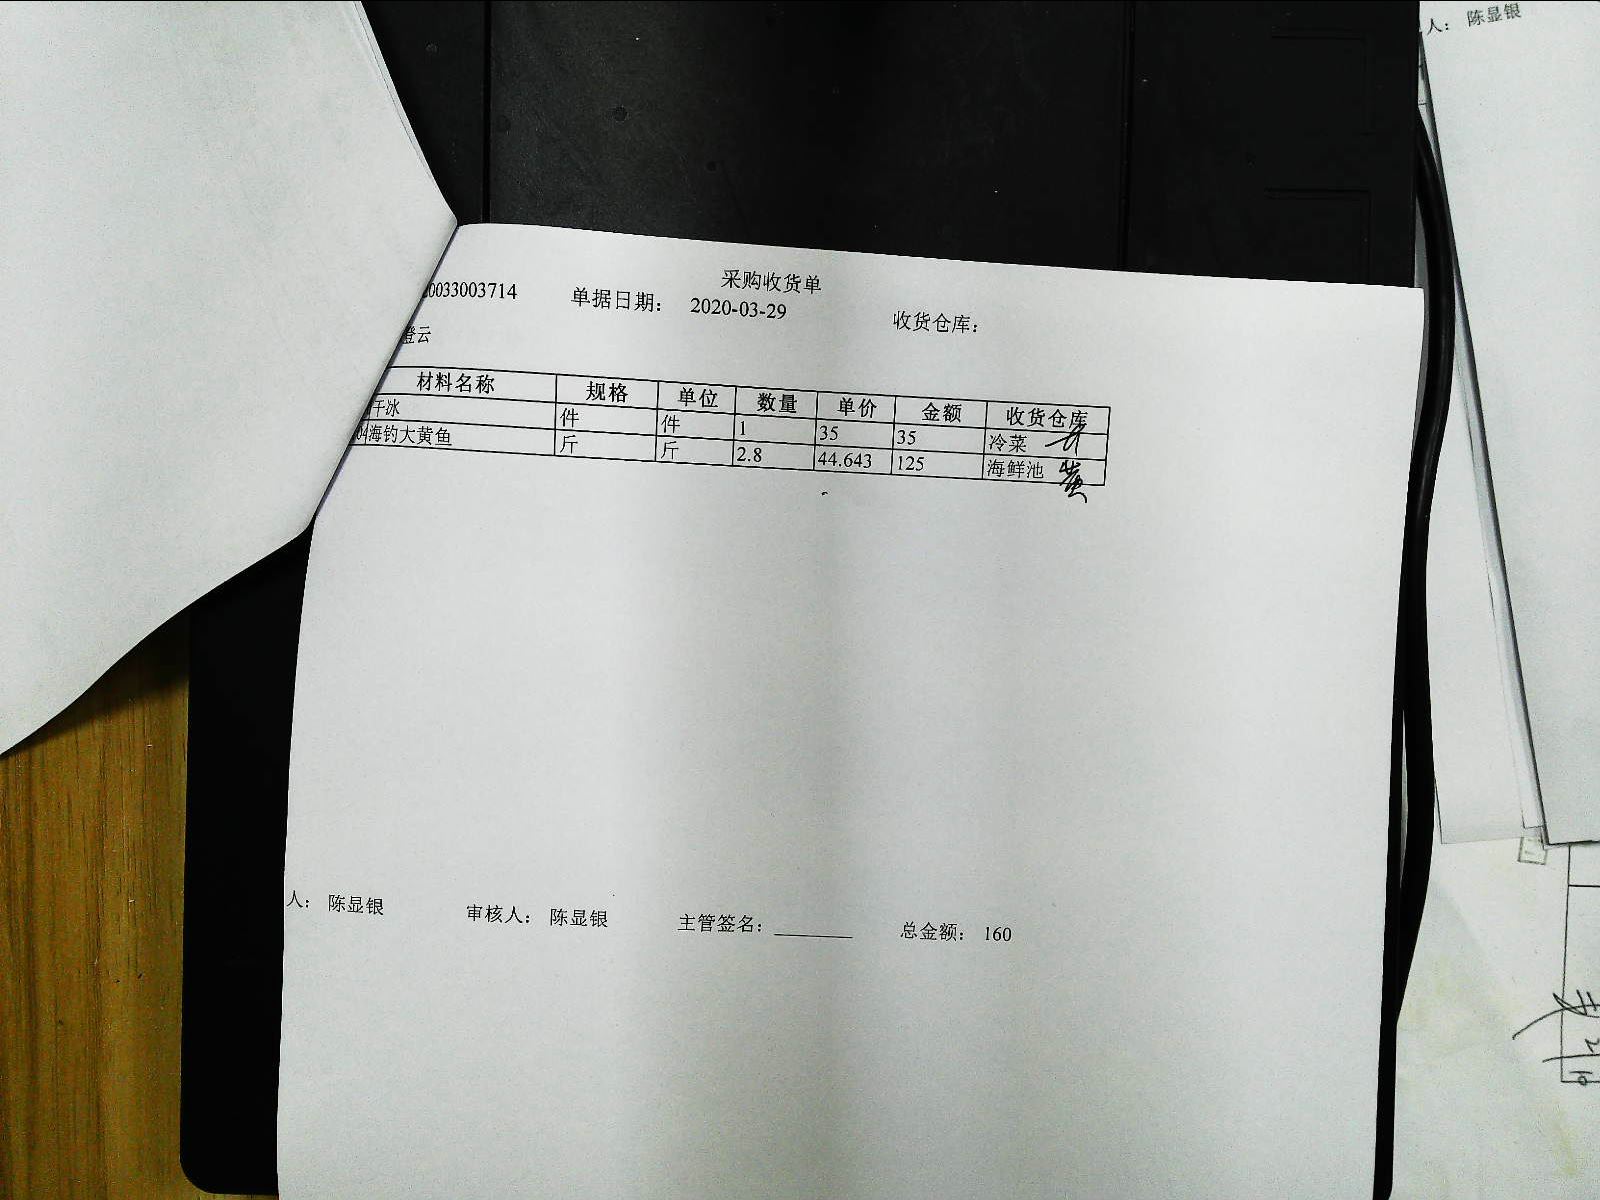 人： 陈显银
采购收货单
0033003714 单据日期： 2020-03-29 收货仓库：
澄云
材料名称 规格 单位 数量 单价 金额 收货仓库
干冰 件 件 1 35 35 冷菜
04海钓大黄鱼 斤 斤 2.8 44.643 125 海鲜池 黄
人： 陈显银 审核人： 陈显银 主管签名： 总金额： 160